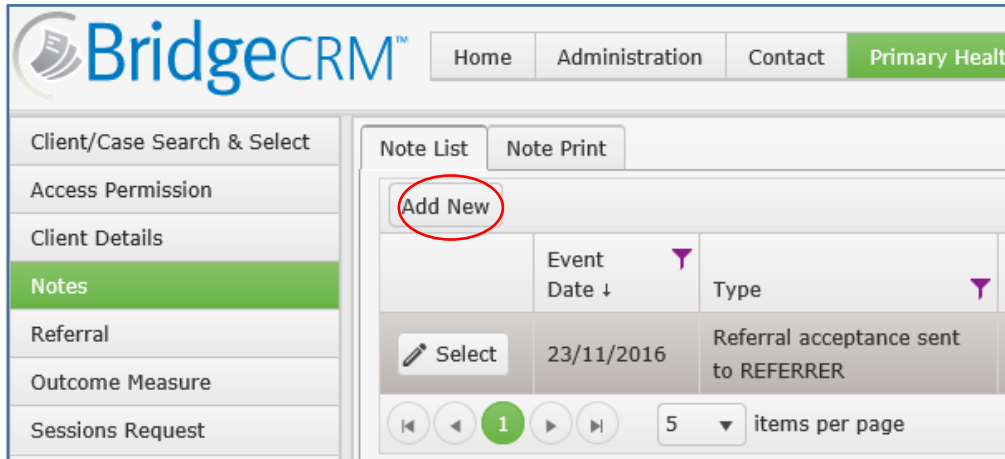 BridgeCRM™
Home Administration Contact Primary Healt
Client/Case Search & Select
Access Permission
Client Details
Notes
Referral
Outcome Measure
Sessions Request
Note List Note Print
Add New
Event
Date ↓
Type
Select
23/11/2016
Referral acceptance sent
to REFERRER
1
5 items per page